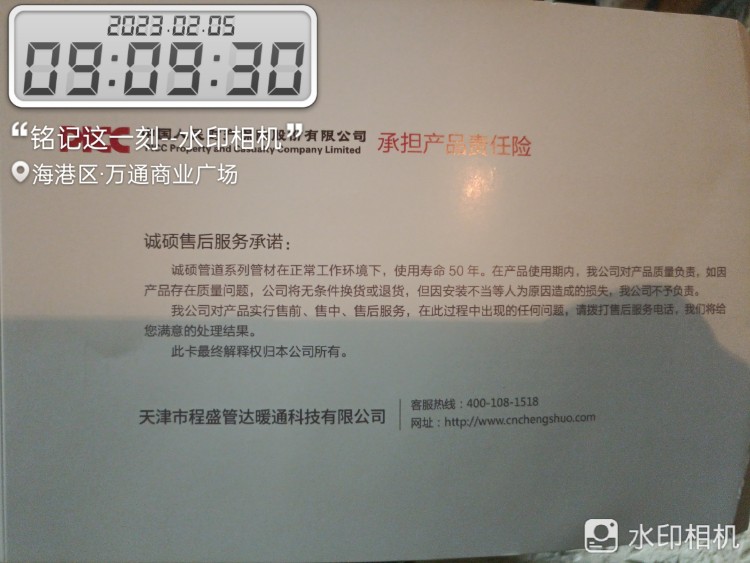 2023.02.05
09:09:30
“铭记这一刻--水印相机”
海港区·万通商业广场
有限公司
PICC Property and Casualty Company Limited
承担产品责任险
诚硕售后服务承诺：
诚硕管道系列管材在正常工作环境下，使用寿命50年。在产品使用期内，我公司对产品质量负责，如因
产品存在质量问题，公司将无条件换货或退货，但因安装不当等人为原因造成的损失，我公司不予负责。
我公司对产品实行售前、售中、售后服务，在此过程中出现的任何问题，请拨打售后服务电话，我们将给
您满意的处理结果。
此卡最终解释权归本公司所有。
天津市程盛管达暖通科技有限公司
客服热线：400-108-1518
网址：http://www.cnchengshuo.com
水印相机